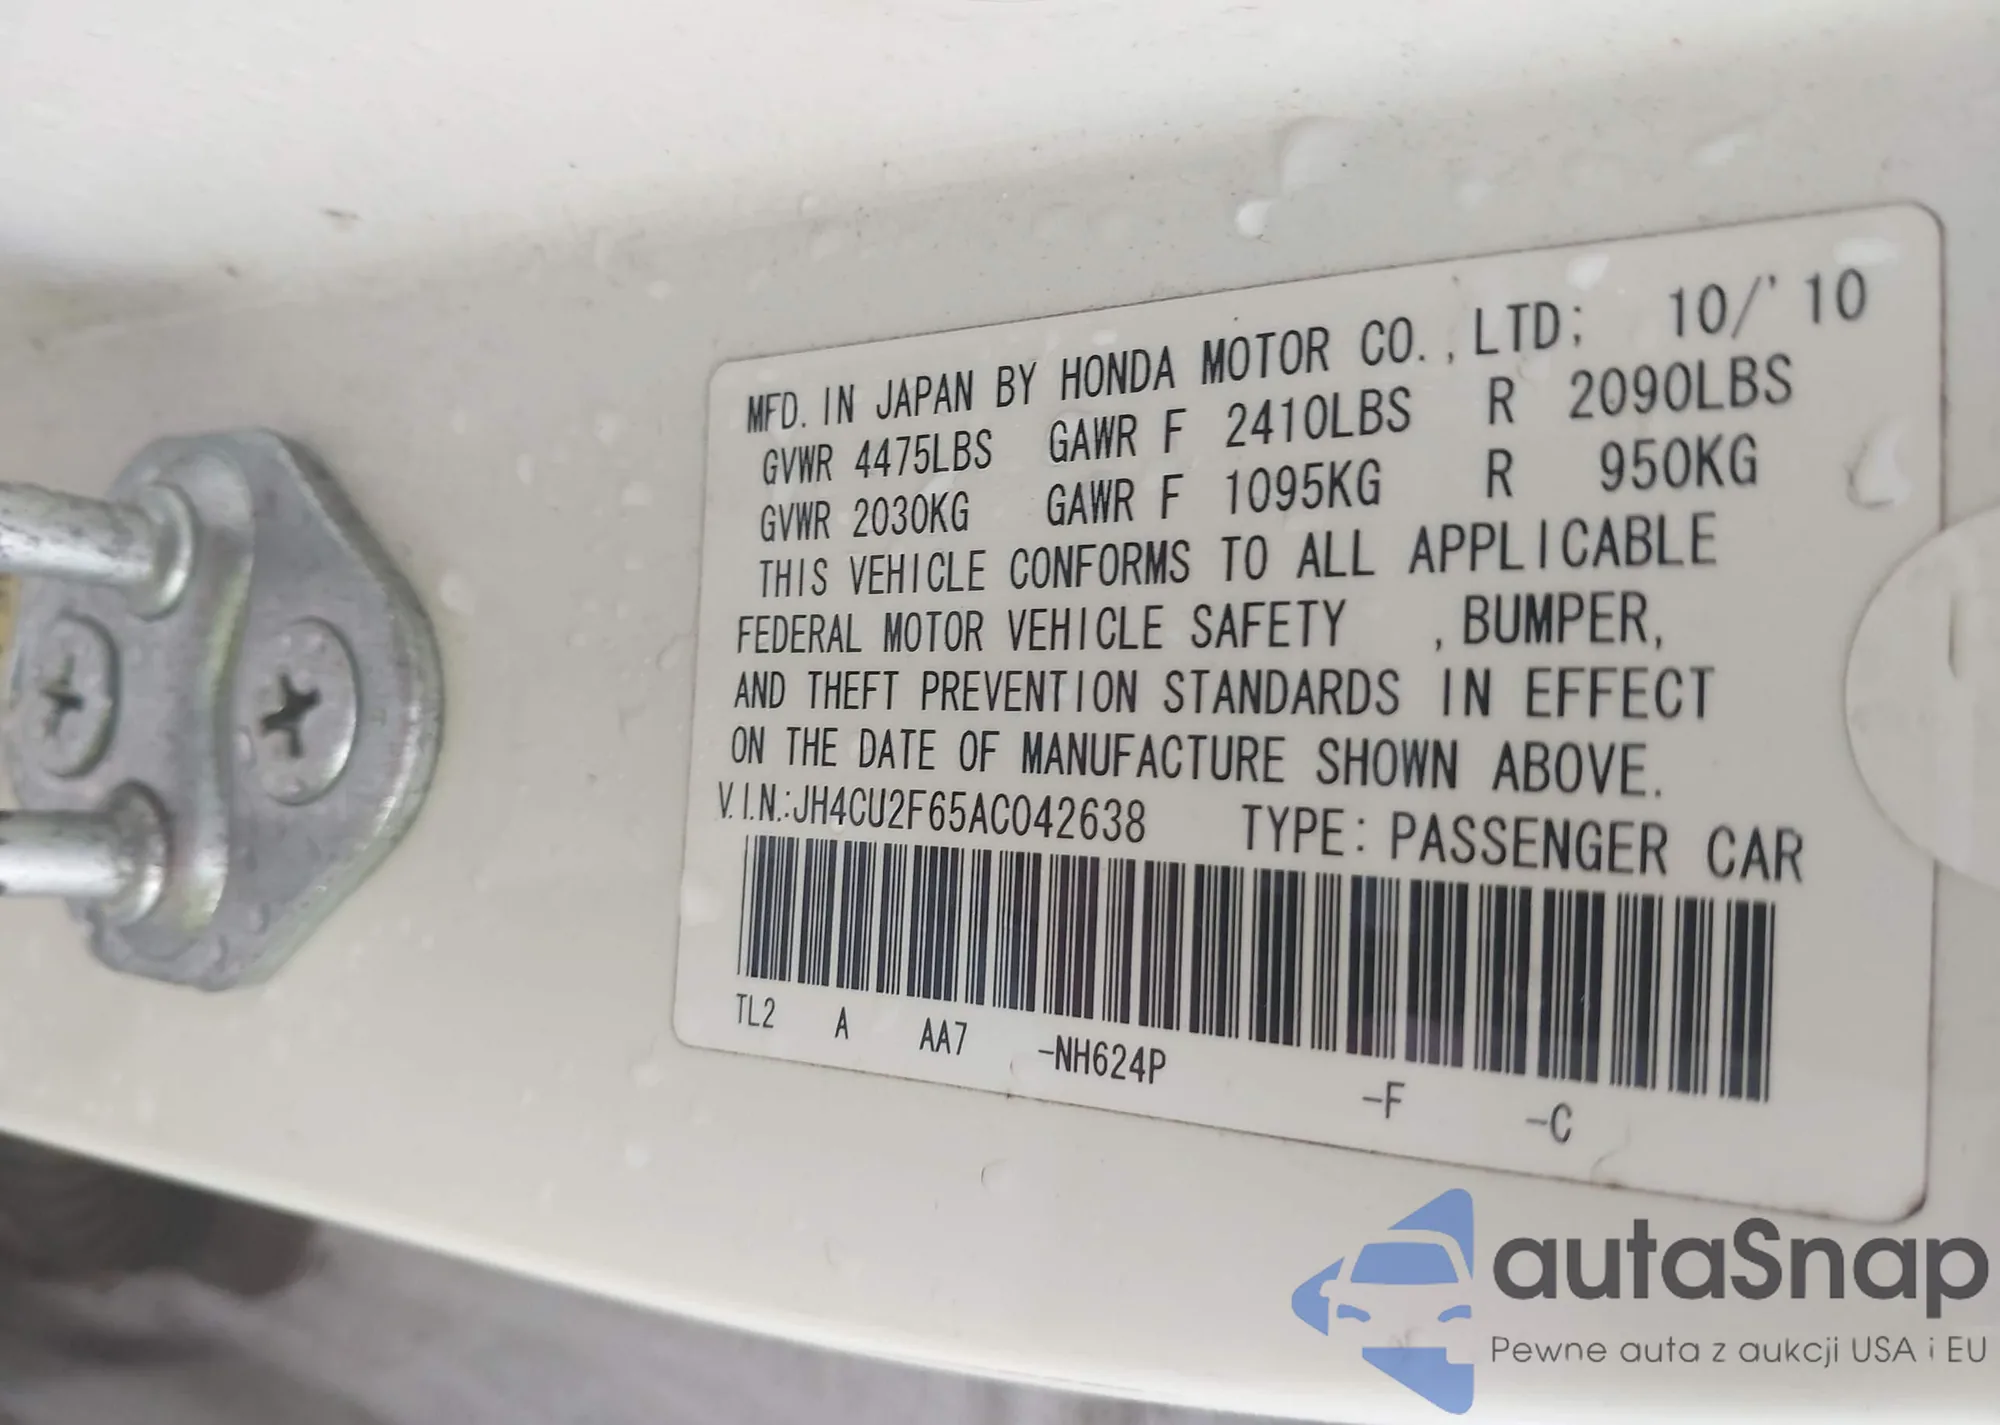 MFD. IN JAPAN BY HONDA MOTOR CO.,LTD; 10/'10
GVWR 4475LBS GAWR F 2410LBS R 2090LBS
GVWR 2030KG GAWR F 1095KG R 950KG
THIS VEHICLE CONFORMS TO ALL APPLICABLE
FEDERAL MOTOR VEHICLE SAFETY , BUMPER,
AND THEFT PREVENTION STANDARDS IN EFFECT
ON THE DATE OF MANUFACTURE SHOWN ABOVE.
V.I.N.:JH4CU2F65AC042638 TYPE: PASSENGER CAR
TL2 A AA7 -NH624P -F -C
autaSnap
Pewne auta z aukcji USA i EU